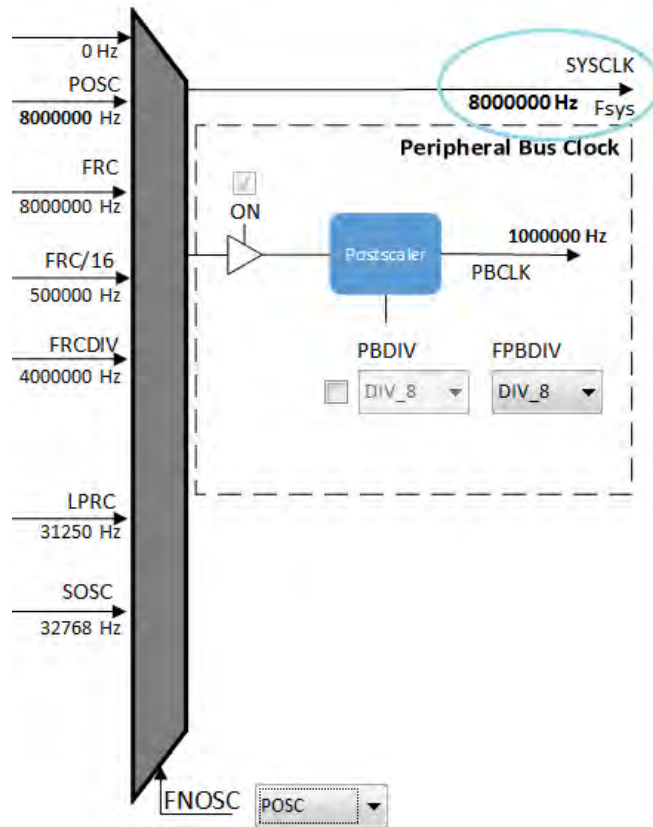 0 Hz
SYSCLK
POSC
8000000 Hz
8000000 Hz Fsys
Peripheral Bus Clock
FRC
8000000 Hz
ON
1000000 Hz
Postscaler
FRC/16
PBCLK
500000 Hz
FRCDIV
4000000 Hz
PBDIV
FPBDIV
DIV_8
DIV_8
LPRC
31250 Hz
SOSC
32768 Hz
FNOSC
POSC